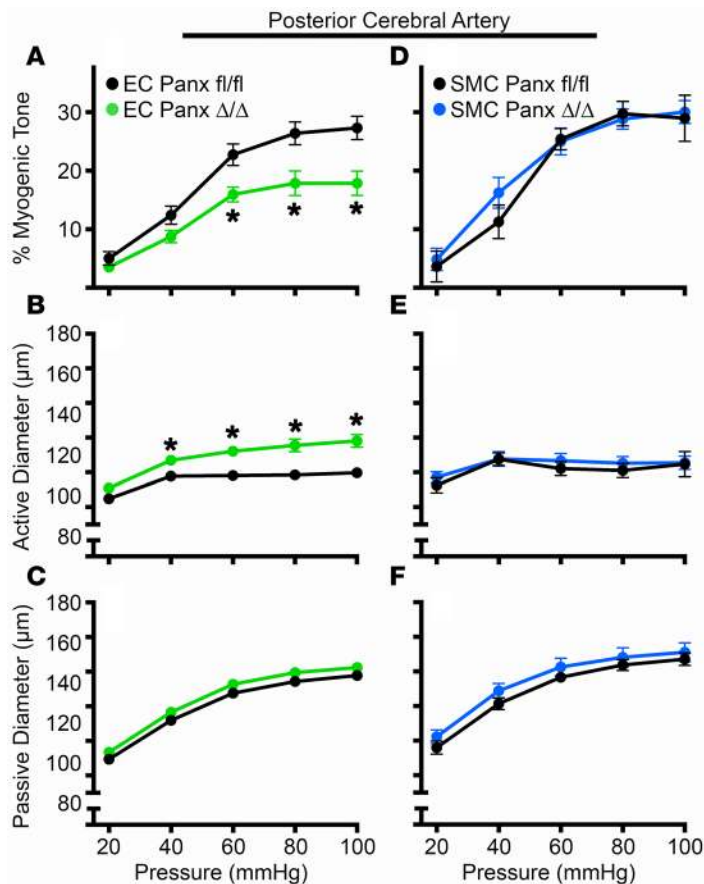 Posterior Cerebral Artery
A
EC Panx fl/fl
EC Panx Δ/Δ
% Myogenic Tone
30
20
10
* * *
D
SMC Panx fl/fl
SMC Panx Δ/Δ
B
Active Diameter (µm)
180
160
140
120
100
80
* * * *
E
C
Passive Diameter (µm)
180
160
140
120
100
80
20 40 60 80 100
Pressure (mmHg)
F
20 40 60 80 100
Pressure (mmHg)